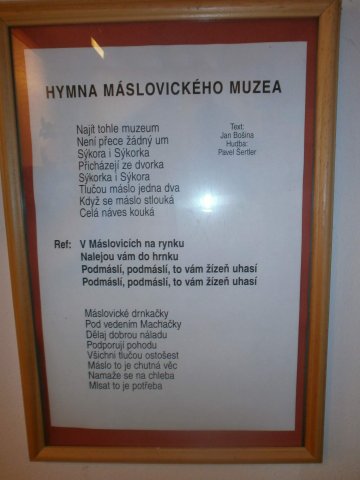 HYMNA MÁSLOVICKÉHO MUZEA
Najít tohle muzeum
Není přece žádný um
Sýkora i Sýkorka
Přicházejí ze dvorka
Sýkorka i Sýkora
Tlučou máslo jedna dva
Když se máslo stlouká
Celá náves kouká
Text:
Jan Bošina
Hudba:
Pavel Šertler
Ref: V Máslovicích na rynku
Nalejou vám do hrnku
Podmáslí, podmáslí, to vám žízeň uhasí
Podmáslí, podmáslí, to vám žízeň uhasí
Máslovické drnkačky
Pod vedením Machačky
Dělaj dobrou náladu
Podporují pohodu
Všichni tlučou ostošest
Máslo to je chutná věc
Namaže se na chleba
Mlsat to je potřeba